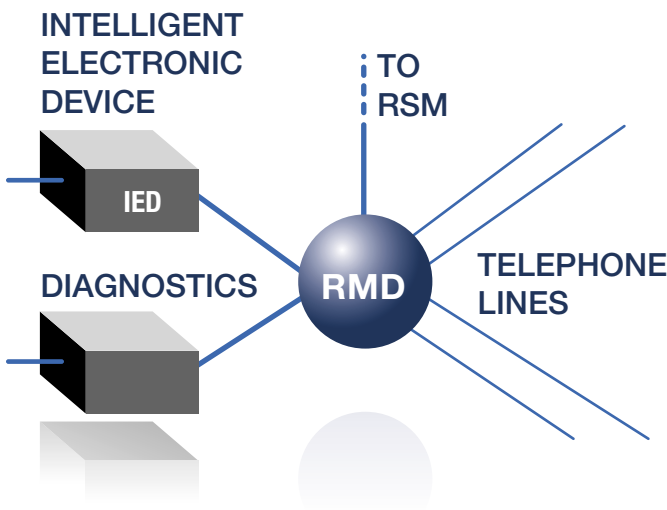 INTELLIGENT
ELECTRONIC
DEVICE
TO
RSM
IED
DIAGNOSTICS
RMD
TELEPHONE
LINES